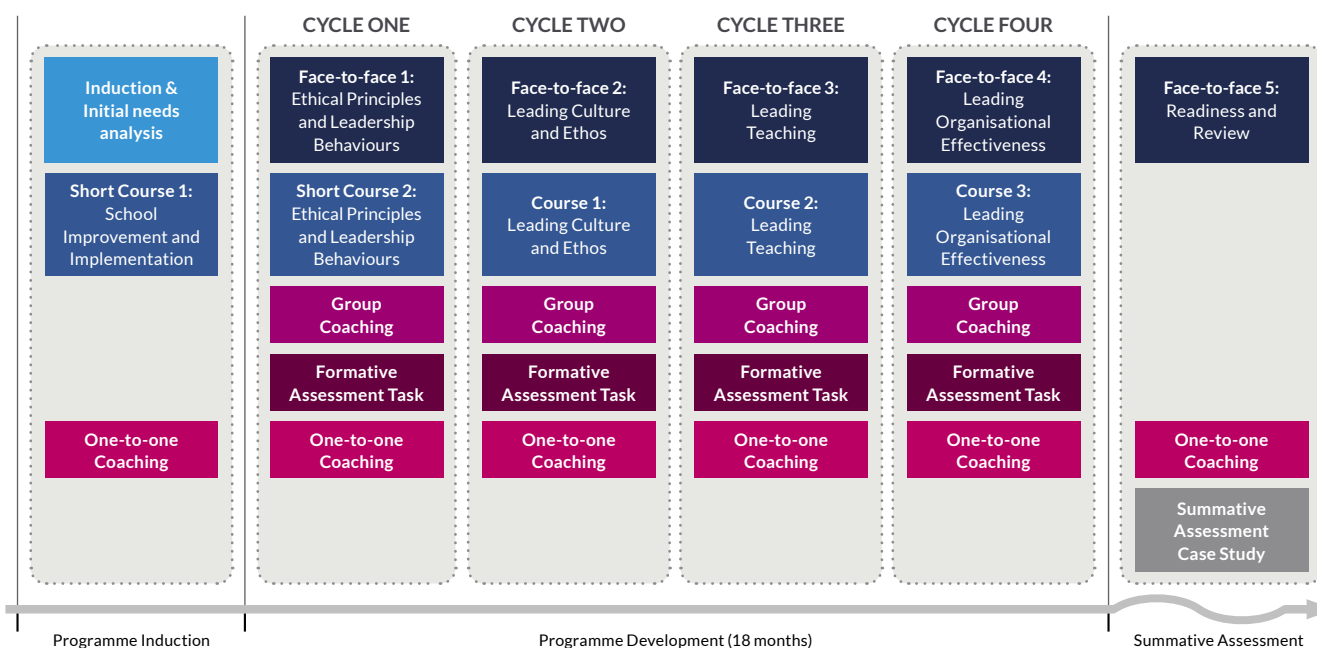 CYCLE ONE
CYCLE TWO
CYCLE THREE
CYCLE FOUR
Induction &
Initial needs
analysis
Short Course 1:
School
Improvement and
Implementation
One-to-one
Coaching
Face-to-face 1:
Ethical Principles
and Leadership
Behaviours
Short Course 2:
Ethical Principles
and Leadership
Behaviours
Group
Coaching
Formative
Assessment Task
One-to-one
Coaching
Face-to-face 2:
Leading Culture
and Ethos
Course 1:
Leading Culture
and Ethos
Group
Coaching
Formative
Assessment Task
One-to-one
Coaching
Face-to-face 3:
Leading
Teaching
Course 2:
Leading
Teaching
Group
Coaching
Formative
Assessment Task
One-to-one
Coaching
Face-to-face 4:
Leading
Organisational
Effectiveness
Course 3:
Leading
Organisational
Effectiveness
Group
Coaching
Formative
Assessment Task
One-to-one
Coaching
Face-to-face 5:
Readiness and
Review
One-to-one
Coaching
Summative
Assessment
Case Study
Programme Induction
Programme Development (18 months)
Summative Assessment